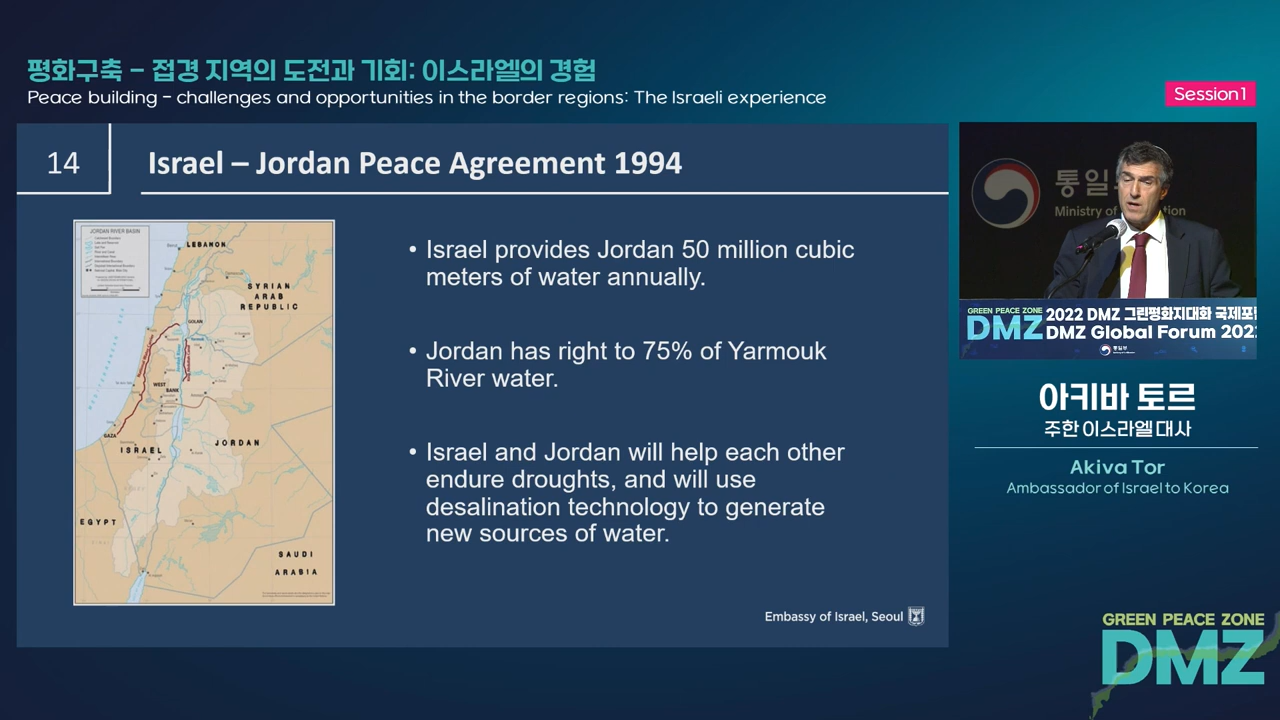 평화구축 – 접경 지역의 도전과 기회: 이스라엘의 경험
Peace building – challenges and opportunities in the border regions: The Israeli experience
Session1
14
Israel – Jordan Peace Agreement 1994
JORDAN RIVER BASIN
LEBANON
SYRIAN
ARAB
REPUBLIC
GOLAN
WEST
BANK
GAZA
ISRAEL
JORDAN
EGYPT
SAUDI
ARABIA
• Israel provides Jordan 50 million cubic
meters of water annually.
• Jordan has right to 75% of Yarmouk
River water.
• Israel and Jordan will help each other
endure droughts, and will use
desalination technology to generate
new sources of water.
Embassy of Israel, Seoul
통일
Ministry of
GREEN PEACE ZONE
DMZ
2022 DMZ 그린평화지대화 국제포
DMZ Global Forum 202
통일부
아키바 토르
주한 이스라엘 대사
Akiva Tor
Ambassador of Israel to Korea
GREEN PEACE ZONE
DMZ